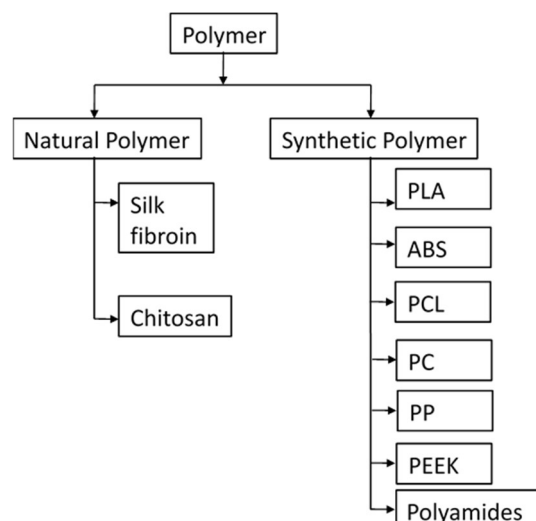 Polymer
Natural Polymer
Synthetic Polymer
Silk
fibroin
Chitosan
PLA
ABS
PCL
PC
PP
PEEK
Polyamides